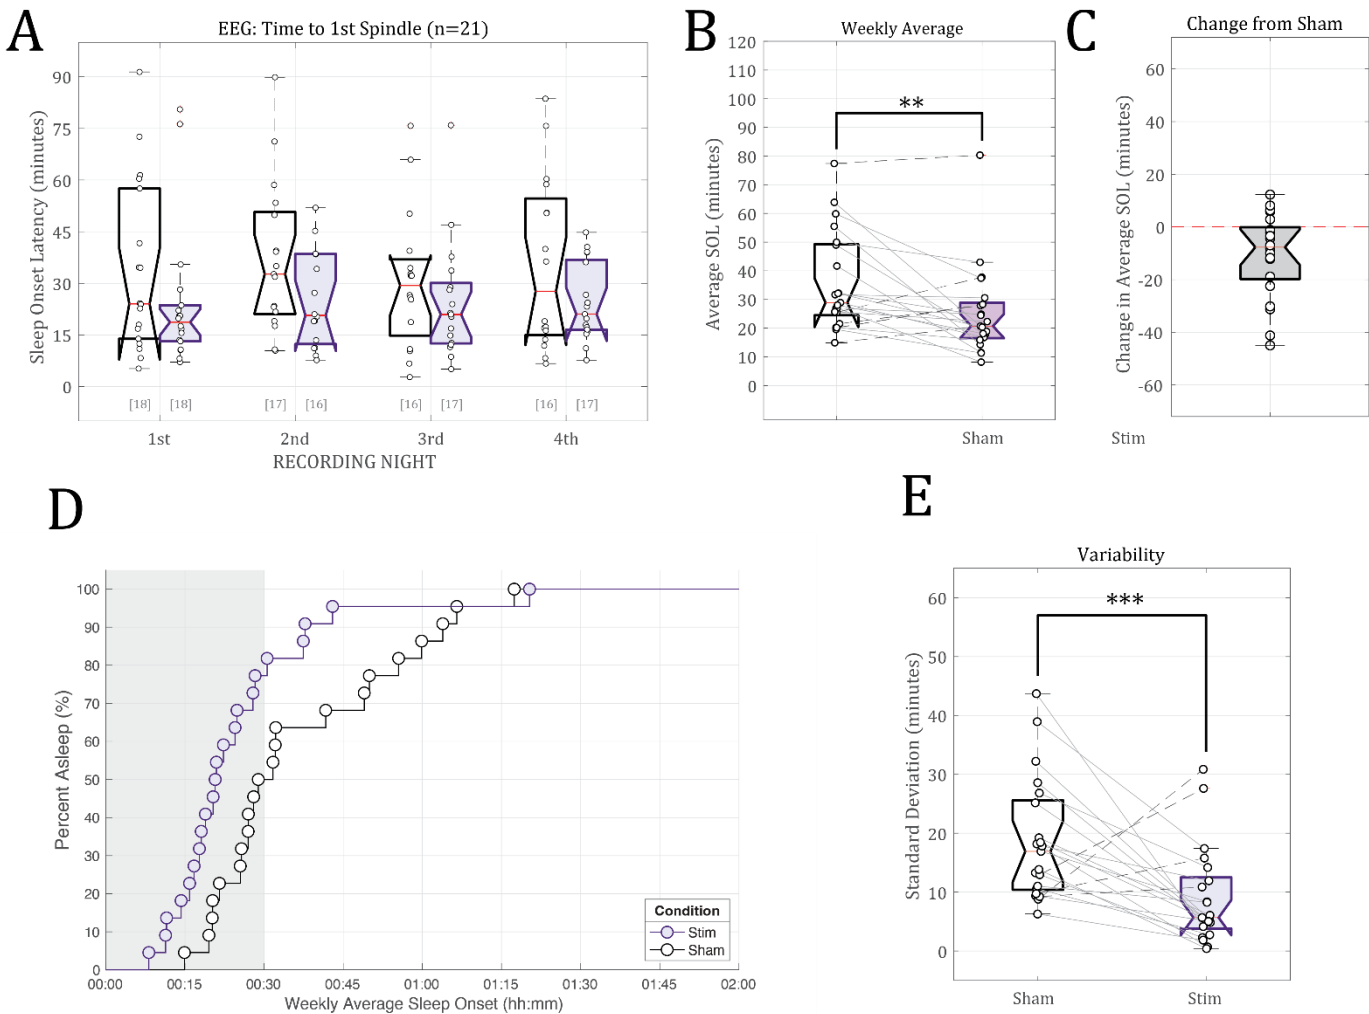 A
EEG: Time to 1st Spindle (n=21)
Sleep Onset Latency (minutes)
90
75
60
45
30
15
0
[18] [18] [17] [16] [16] [17] [16] [17]
1st 2nd 3rd 4th
RECORDING NIGHT
B
Weekly Average
Average SOL (minutes)
120
110
100
90
80
70
60
50
40
30
20
10
0
**
Sham Stim
C
Change from Sham
Change in Average SOL (minutes)
60
40
20
0
-20
-40
-60
D
Percent Asleep (%)
100
90
80
70
60
50
40
30
20
10
0
00:00 00:15 00:30 00:45 01:00 01:15 01:30 01:45 02:00
Weekly Average Sleep Onset (hh:mm)
Condition
Stim
Sham
E
Variability
Standard Deviation (minutes)
60
50
40
30
20
10
0
***
Sham Stim